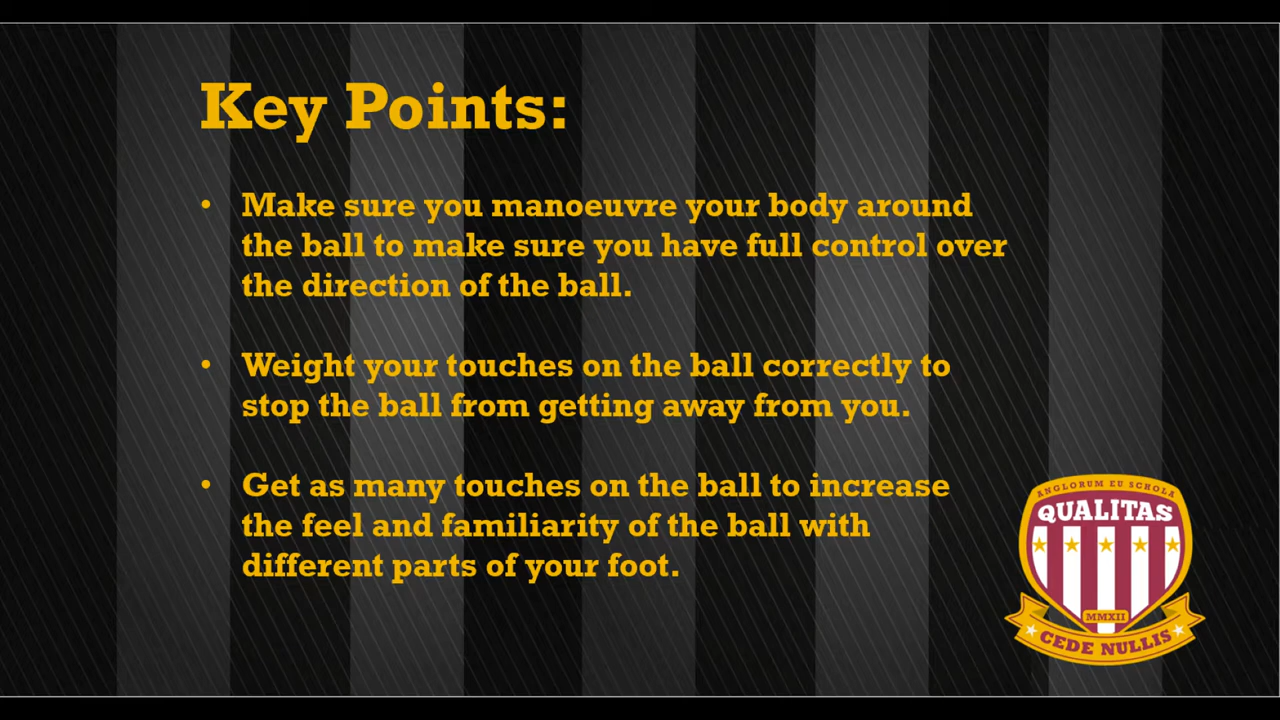 Key Points:
• Make sure you manoeuvre your body around
the ball to make sure you have full control over
the direction of the ball.
• Weight your touches on the ball correctly to
stop the ball from getting away from you.
• Get as many touches on the ball to increase
the feel and familiarity of the ball with
different parts of your foot.
ANGLORUM EU SCHOLA
QUALITAS
MMXII
CEDE NULLIS